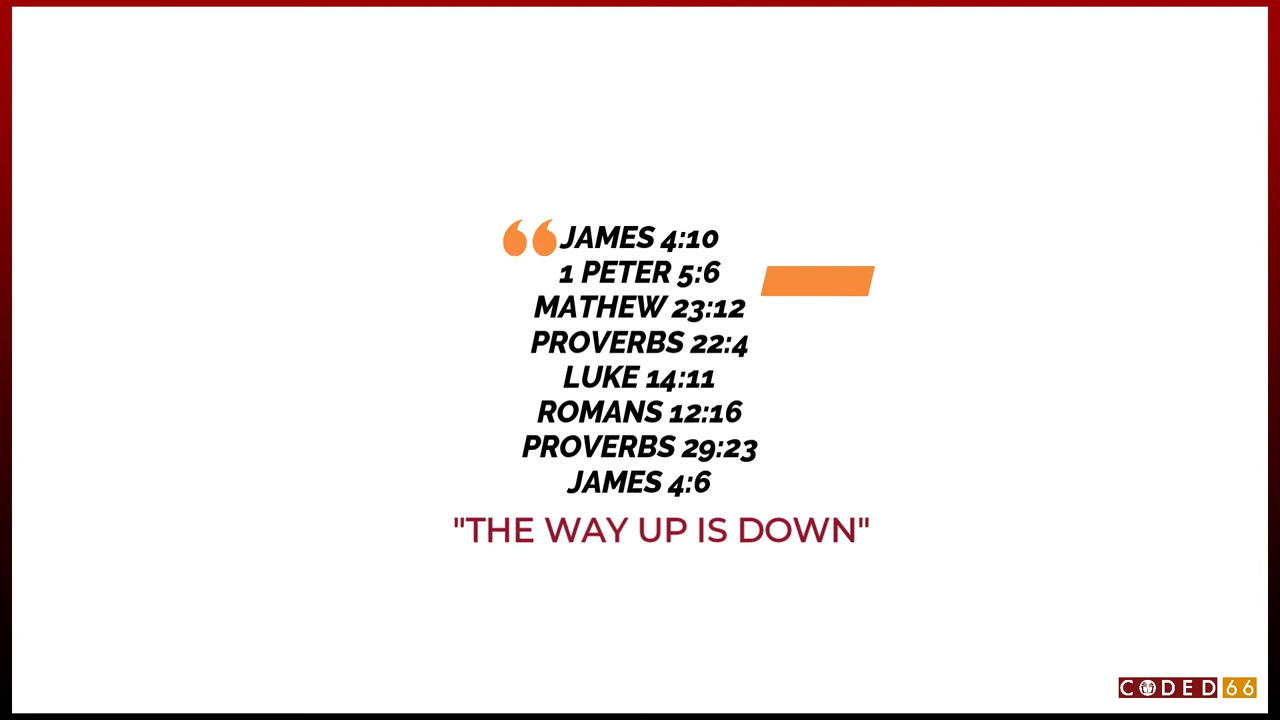 JAMES 4:10
1 PETER 5:6
MATHEW 23:12
PROVERBS 22:4
LUKE 14:11
ROMANS 12:16
PROVERBS 29:23
JAMES 4:6
"THE WAY UP IS DOWN"
CODED 66